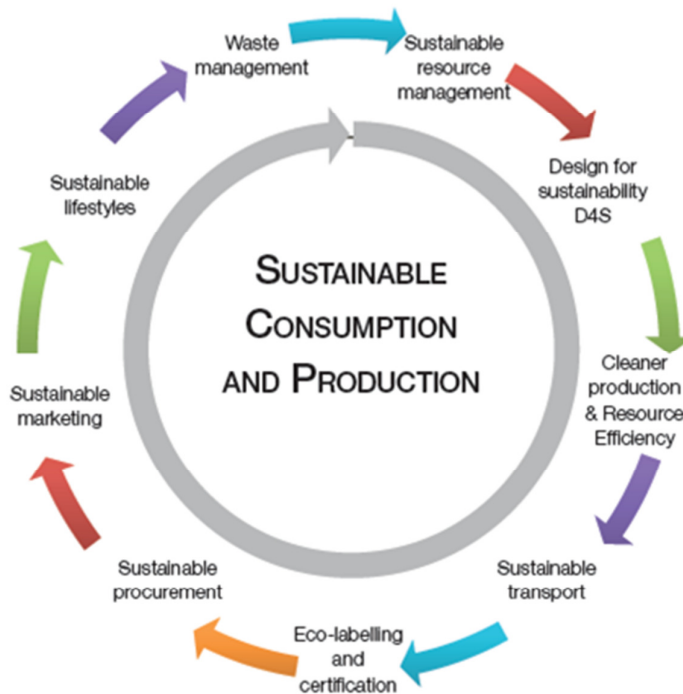 Waste
management
Sustainable
resource
management
Design for
sustainability
D4S
Cleaner
production
& Resource
Efficiency
Sustainable
transport
Eco-labelling
and
certification
Sustainable
procurement
Sustainable
marketing
Sustainable
lifestyles
SUSTAINABLE
CONSUMPTION
AND PRODUCTION